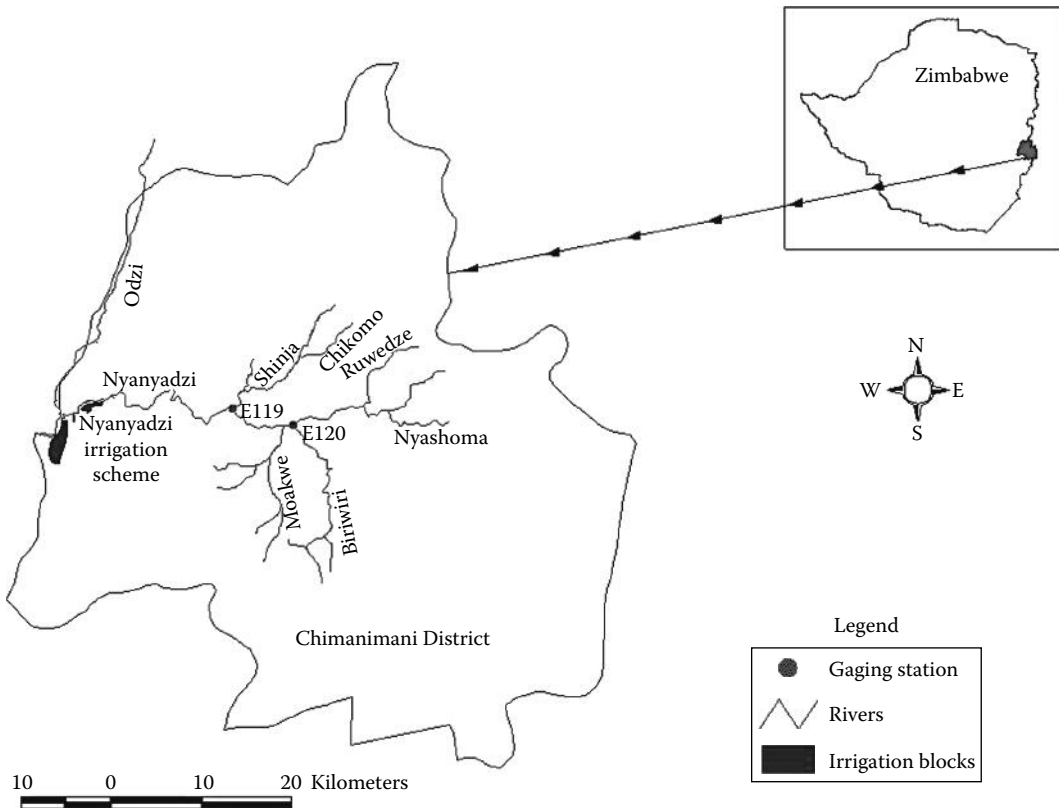 Zimbabwe
Odzi
Shinja
Chikomo
Ruwedze
Nyanyadzi
E119
E120
Nyanyadzi
irrigation
scheme
Nyashoma
Moakwe
Biriwiri
N
W
E
S
Chimanimani District
Legend
Gaging station
Rivers
Irrigation blocks
10 0 10 20 Kilometers